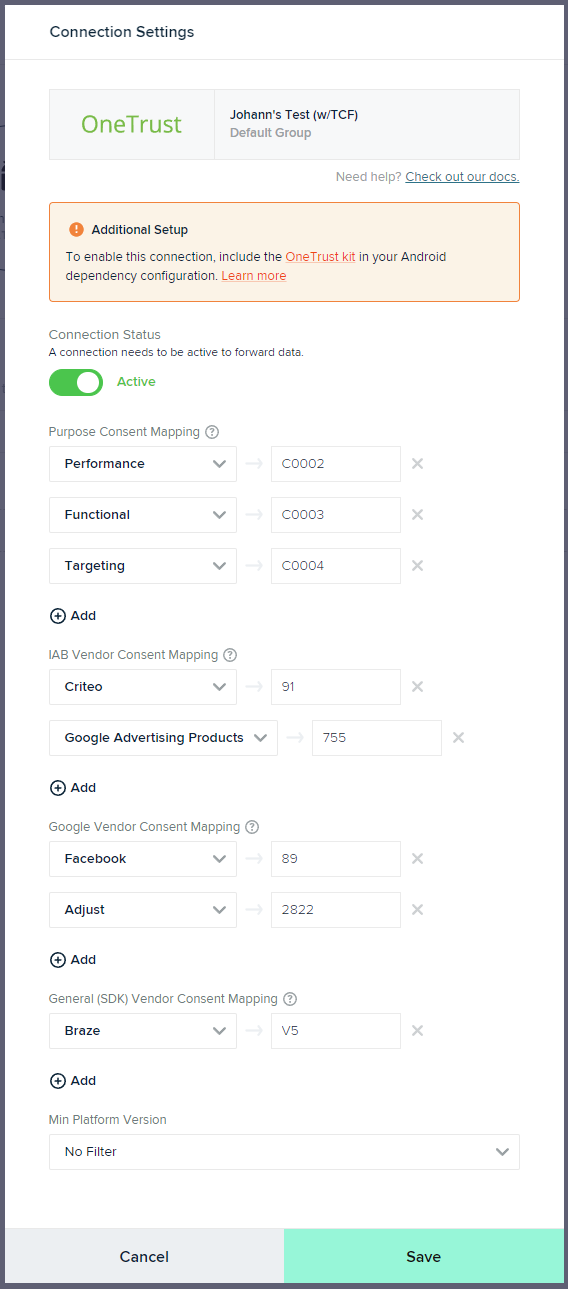 Connection Settings
OneTrust
Johann's Test (w/TCF)
Default Group
Need help? Check out our docs.
Additional Setup
To enable this connection, include the OneTrust kit in your Android
dependency configuration. Learn more
Connection Status
A connection needs to be active to forward data.
Active
Purpose Consent Mapping
Performance C0002
Functional C0003
Targeting C0004
Add
IAB Vendor Consent Mapping
Criteo 91
Google Advertising Products 755
Add
Google Vendor Consent Mapping
Facebook 89
Adjust 2822
Add
General (SDK) Vendor Consent Mapping
Braze V5
Add
Min Platform Version
No Filter
Cancel Save